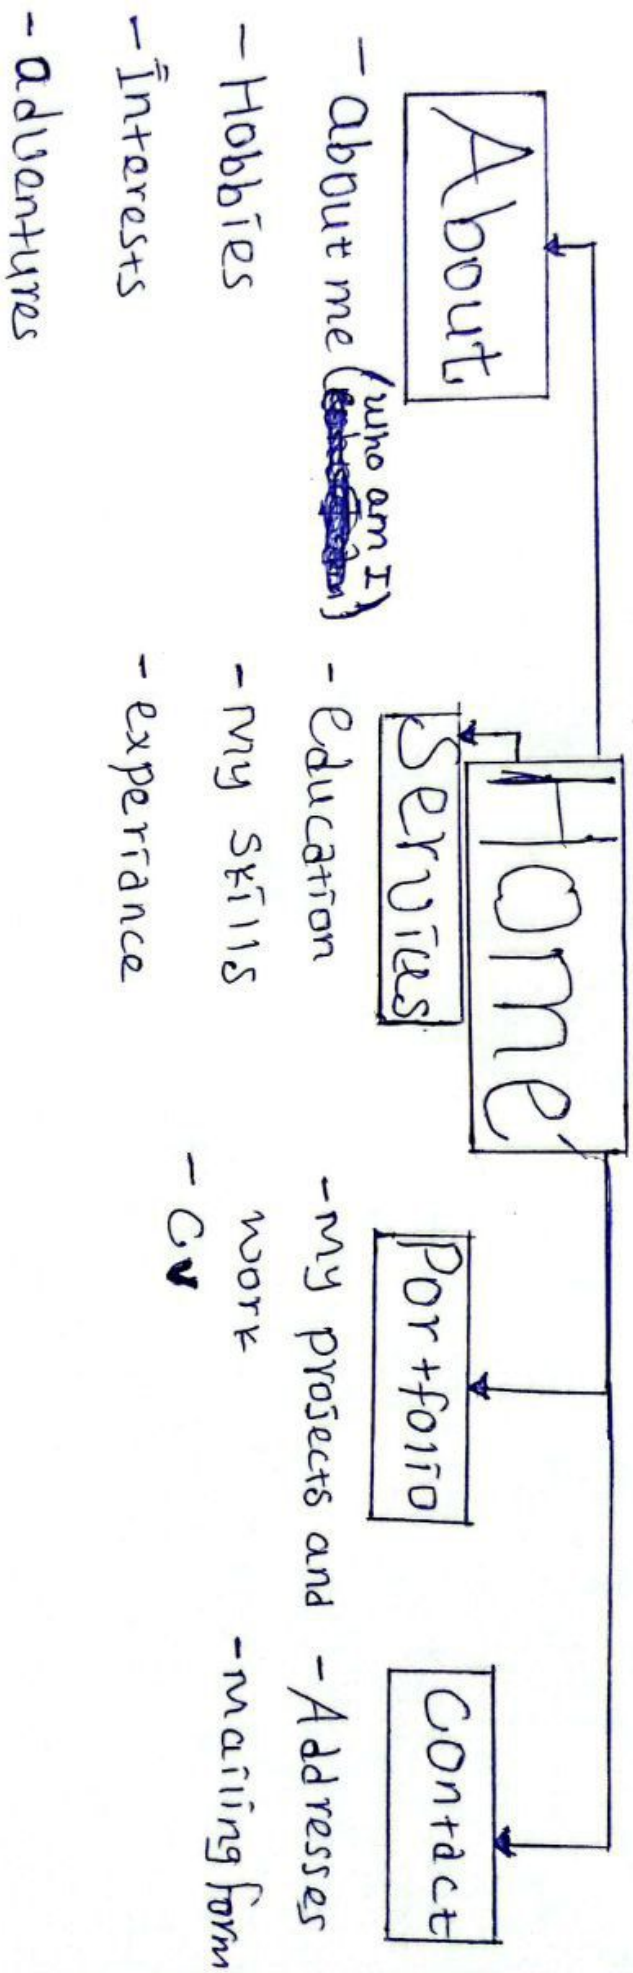 Home
About
- about me (who am I)
- Hobbies
- Interests
- adventures
Services
- education
- My skills
- experiance
Portfolio
- My projects and
work
- CV
Contact
- Addresses
- mailing form